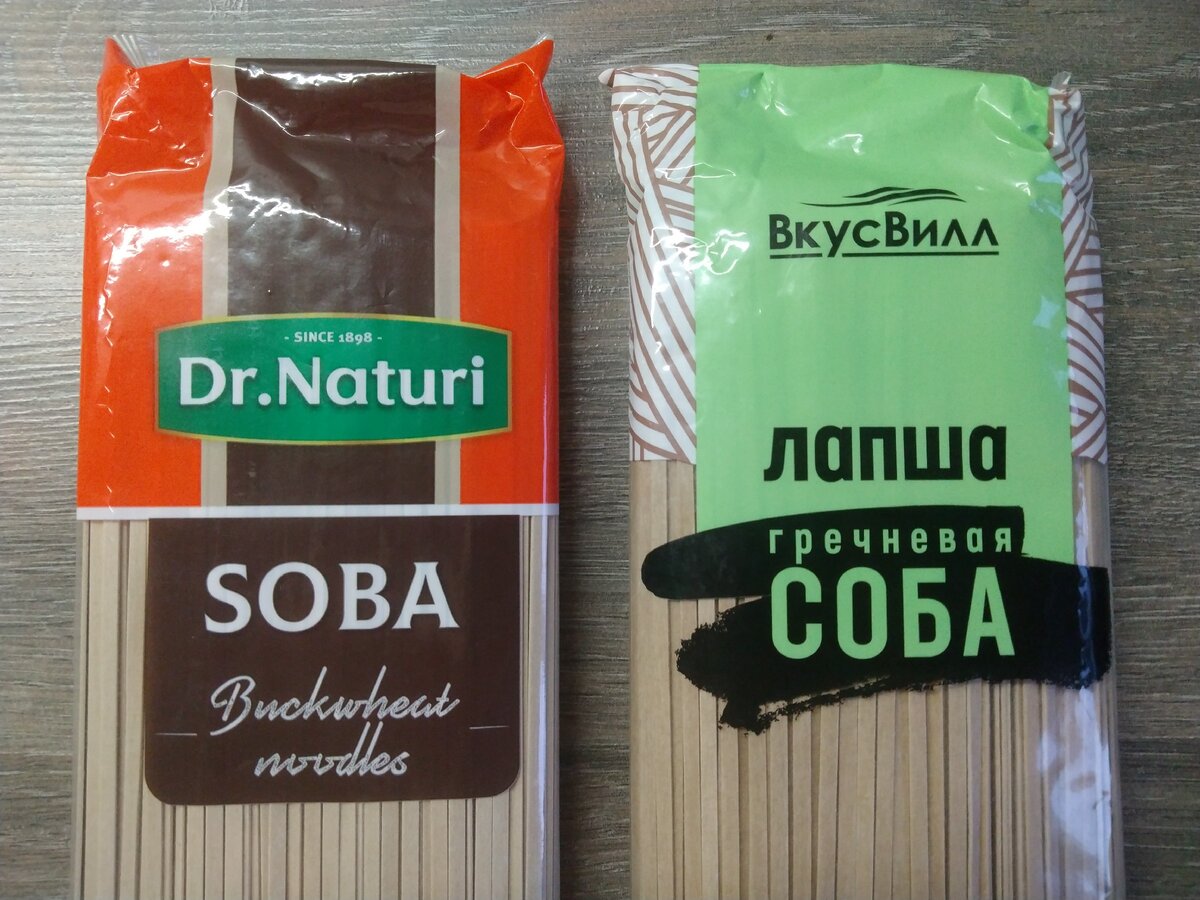 - SINCE 1898 -
Dr.Naturi
SOBA
Buckwheat
noodles
ВкусВилл
лапша
гречневая
СОБА